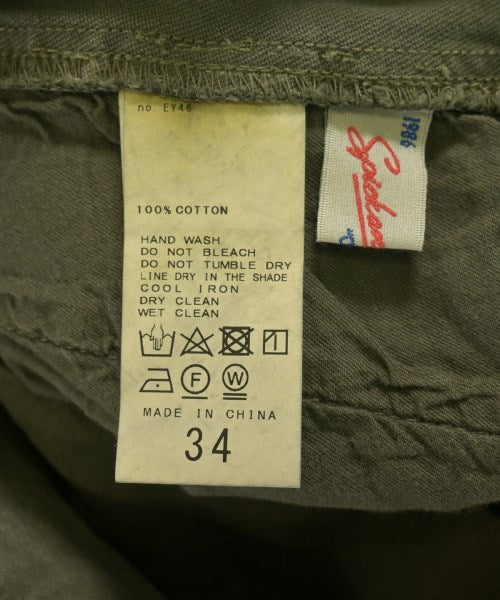 no. EY46
100% COTTON
HAND WASH
DO NOT BLEACH
DO NOT TUMBLE DRY
LINE DRY IN THE SHADE
COOL IRON
DRY CLEAN
WET CLEAN
F
W
MADE IN CHINA
34
1986